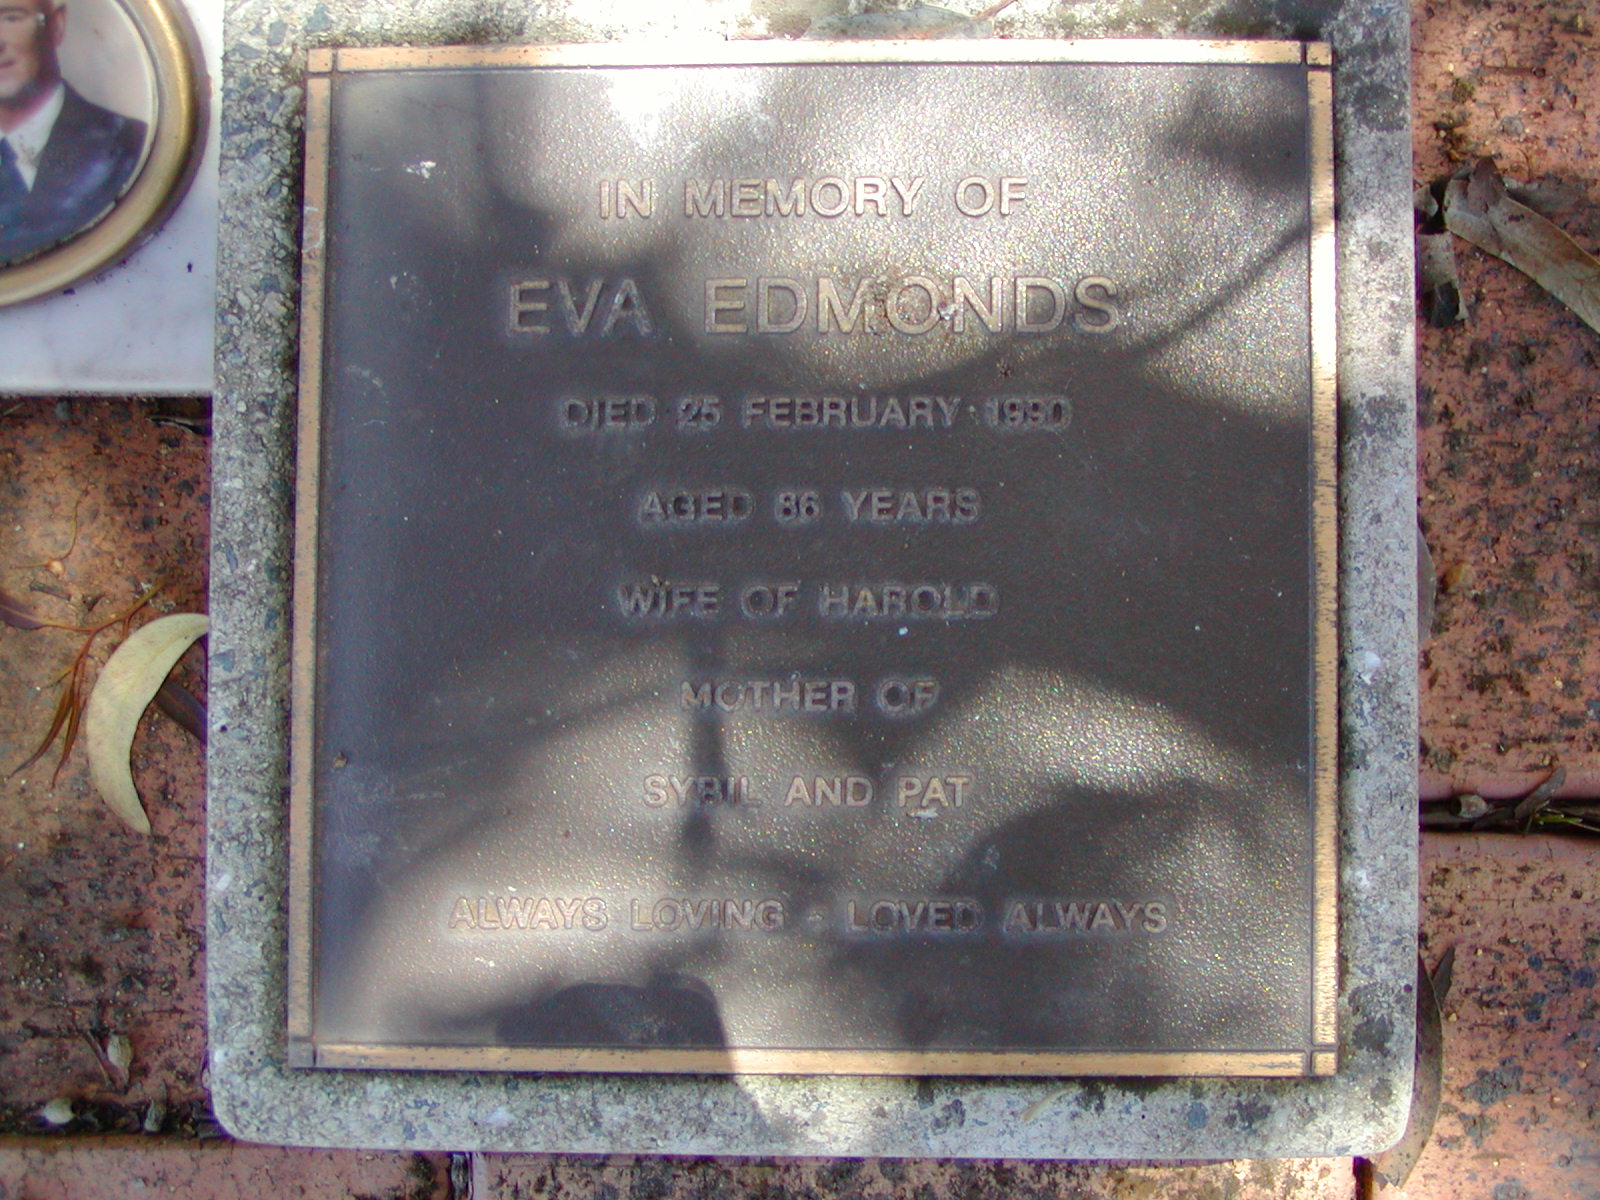 IN MEMORY OF
EVA EDMONDS
DIED 25 FEBRUARY 1990
AGED 86 YEARS
WIFE OF HAROLD
MOTHER OF
SYBIL AND PAT
ALWAYS LOVING - LOVED ALWAYS